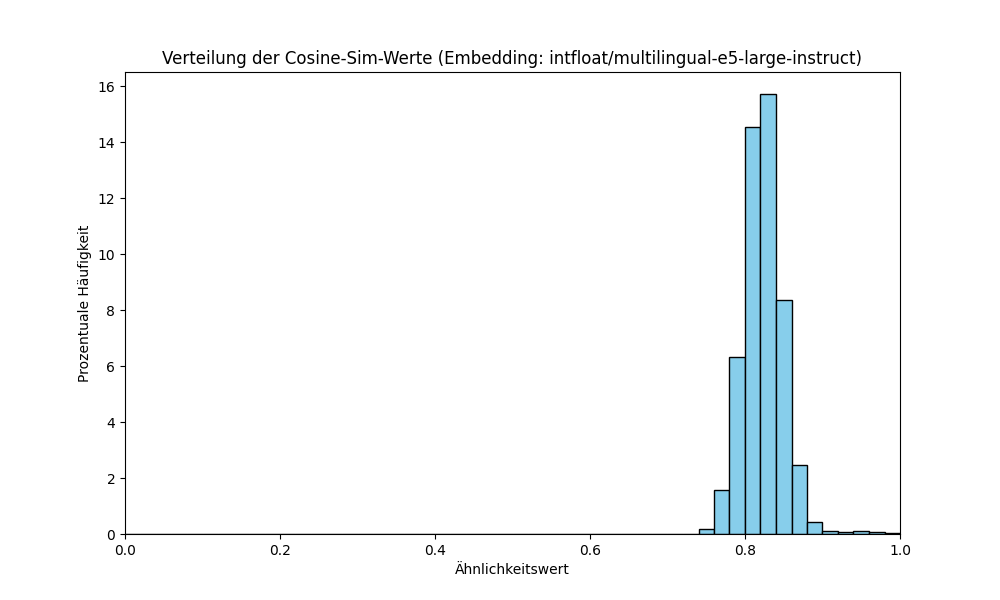 Verteilung der Cosine-Sim-Werte (Embedding: intfloat/multilingual-e5-large-instruct)
16
14
12
10
8
6
4
2
0
Prozentuale Häufigkeit
0.0 0.2 0.4 0.6 0.8 1.0
Ähnlichkeitswert